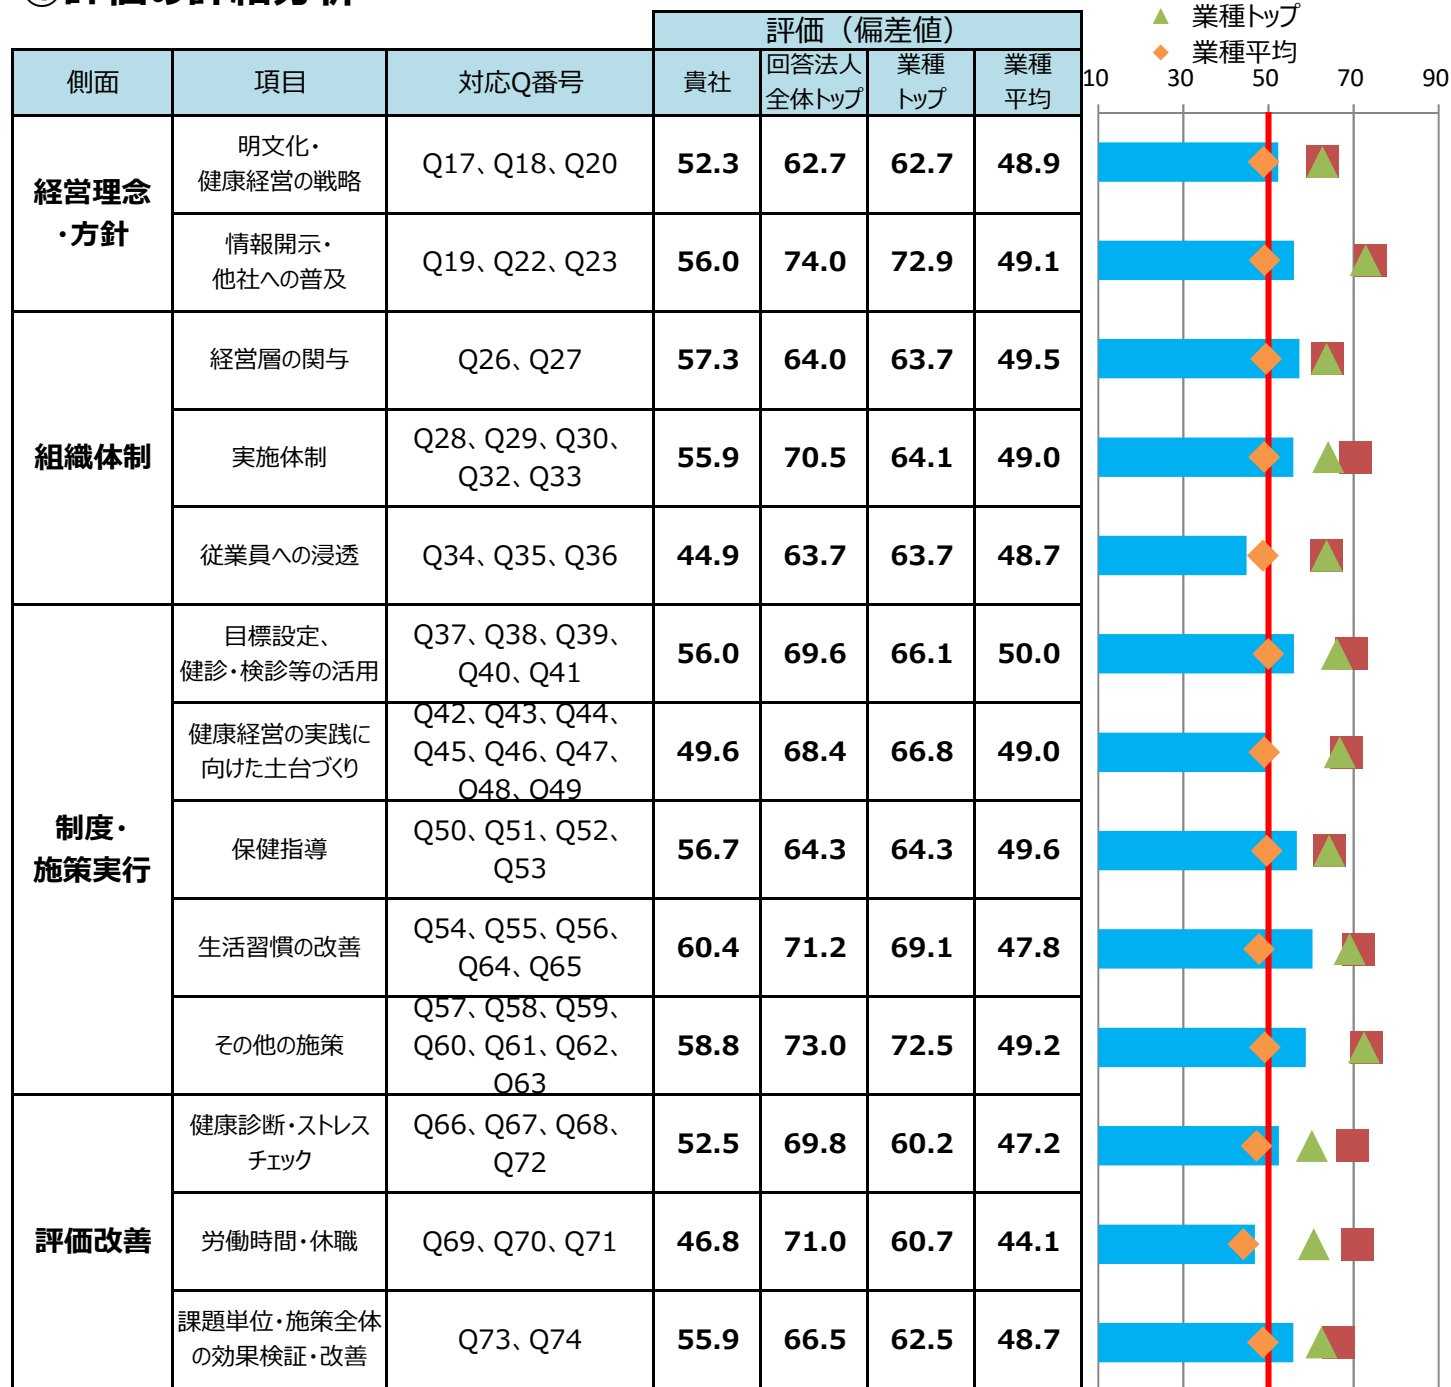 評価（偏差値）
側面 項目 対応Q番号 貴社 回答法人全体トップ 業種トップ 業種平均
▲ 業種トップ
◆ 業種平均
10 30 50 70 90
経営理念・方針
明文化・
健康経営の戦略
Q17、Q18、Q20
52.3 62.7 62.7 48.9
情報開示・
他社への普及
Q19、Q22、Q23
56.0 74.0 72.9 49.1
組織体制
経営層の関与
Q26、Q27
57.3 64.0 63.7 49.5
実施体制
Q28、Q29、Q30、
Q32、Q33
55.9 70.5 64.1 49.0
従業員への浸透
Q34、Q35、Q36
44.9 63.7 63.7 48.7
制度・
施策実行
目標設定、
健診・検診等の活用
Q37、Q38、Q39、
Q40、Q41
56.0 69.6 66.1 50.0
健康経営の実践に
向けた土台づくり
Q42、Q43、Q44、
Q45、Q46、Q47、
Q48、Q49
49.6 68.4 66.8 49.0
保健指導
Q50、Q51、Q52、
Q53
56.7 64.3 64.3 49.6
生活習慣の改善
Q54、Q55、Q56、
Q64、Q65
60.4 71.2 69.1 47.8
その他の施策
Q57、Q58、Q59、
Q60、Q61、Q62、
Q63
58.8 73.0 72.5 49.2
評価改善
健康診断・ストレス
チェック
Q66、Q67、Q68、
Q72
52.5 69.8 60.2 47.2
労働時間・休職
Q69、Q70、Q71
46.8 71.0 60.7 44.1
課題単位・施策全体
の効果検証・改善
Q73、Q74
55.9 66.5 62.5 48.7